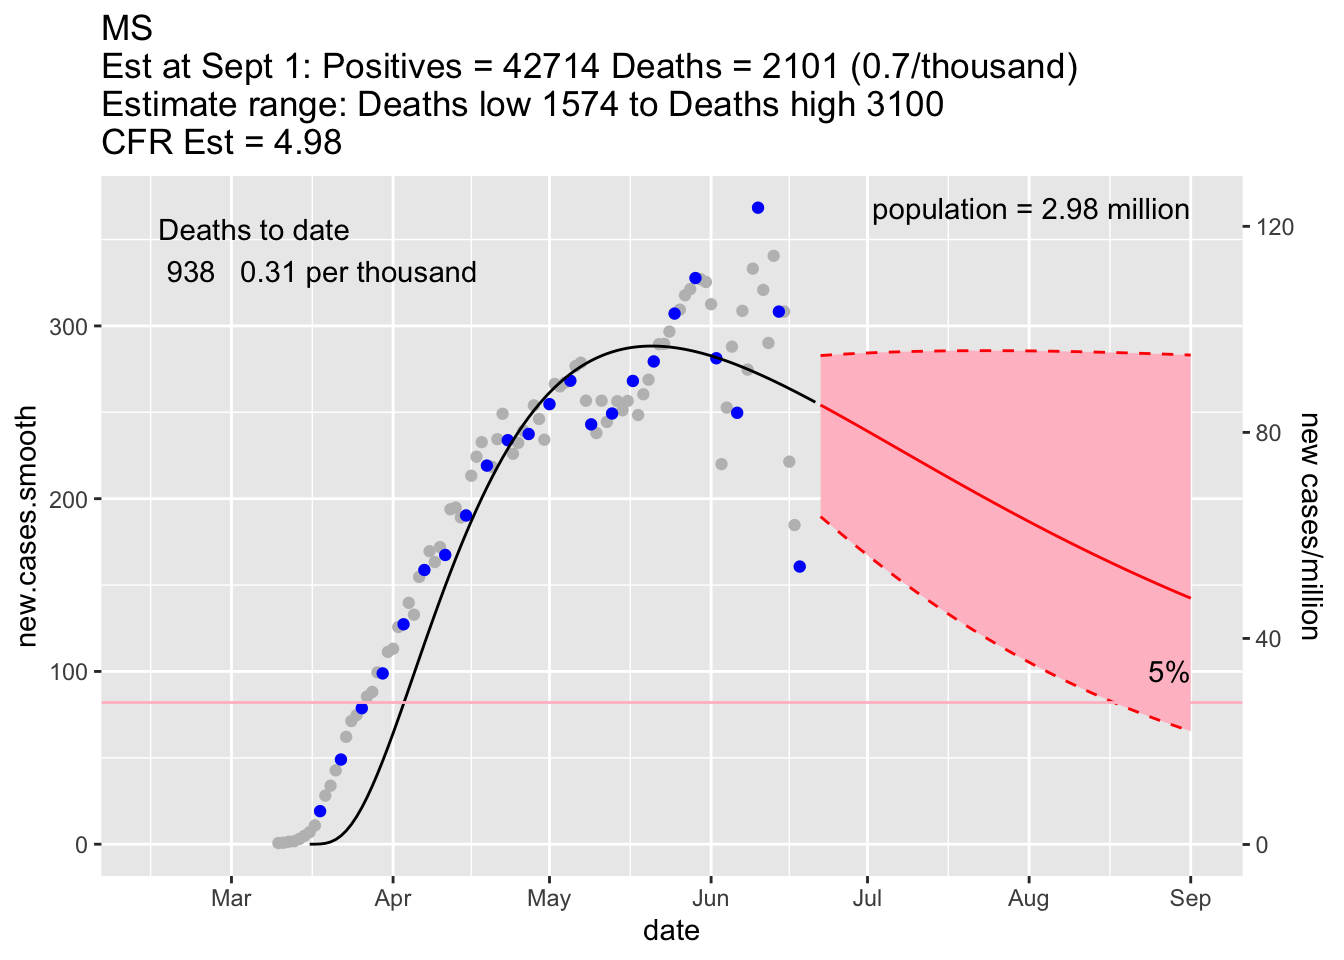 MS
Est at Sept 1: Positives = 42714 Deaths = 2101 (0.7/thousand)
Estimate range: Deaths low 1574 to Deaths high 3100
CFR Est = 4.98
Deaths to date
938 0.31 per thousand
population = 2.98 million
5%
new.cases.smooth
300
200
100
0
120
80
40
0
new cases/million
Mar Apr May Jun Jul Aug Sep
date